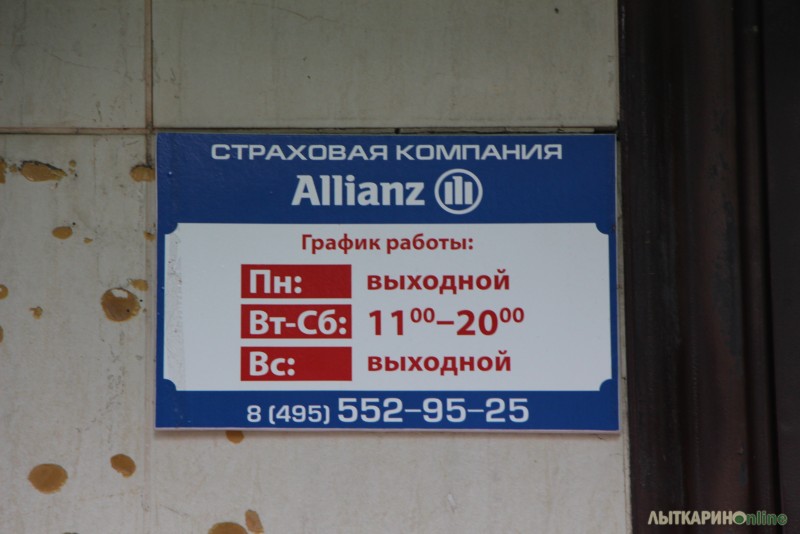 СТРАХОВАЯ КОМПАНИЯ
Allianz
График работы:
Пн: выходной
Вт-Сб: 11⁰⁰–20⁰⁰
Вс: выходной
8 (495) 552-95-25
ЛЫТКАРИНОonline